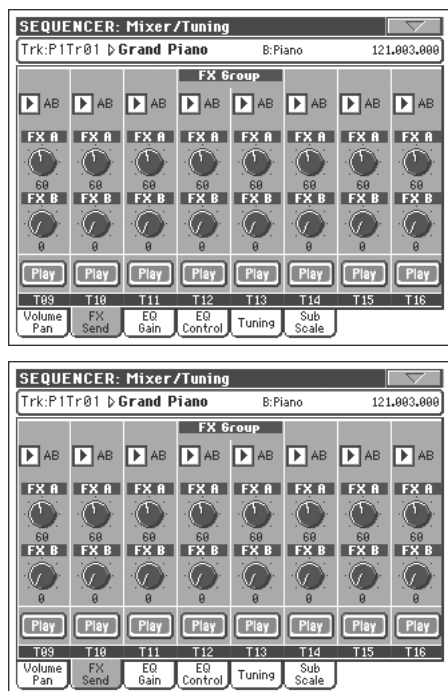 SEQUENCER: Mixer/Tuning
Trk:P1Tr01 Grand Piano B:Piano 121.003.000
FX Group
AB AB AB AB AB AB AB AB
FX A FX A FX A FX A FX A FX A FX A FX A
60 60 60 60 60 60 60 60
FX B FX B FX B FX B FX B FX B FX B FX B
0 0 0 0 0 0 0 0
Play Play Play Play Play Play Play Play
T09 T10 T11 T12 T13 T14 T15 T16
Volume Pan FX Send EQ Gain EQ Control Tuning Sub Scale
SEQUENCER: Mixer/Tuning
Trk:P1Tr01 Grand Piano B:Piano 121.003.000
FX Group
AB AB AB AB AB AB AB AB
FX A FX A FX A FX A FX A FX A FX A FX A
60 60 60 60 60 60 60 60
FX B FX B FX B FX B FX B FX B FX B FX B
0 0 0 0 0 0 0 0
Play Play Play Play Play Play Play Play
T09 T10 T11 T12 T13 T14 T15 T16
Volume Pan FX Send EQ Gain EQ Control Tuning Sub Scale